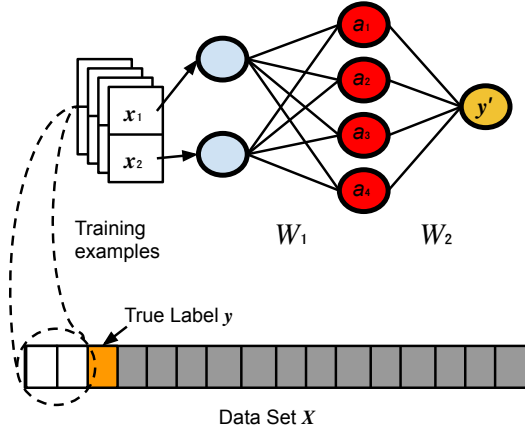 a₁
x₁
a₂
y'
x₂
a₃
a₄
Training
examples
W₁
W₂
True Label y
Data Set X